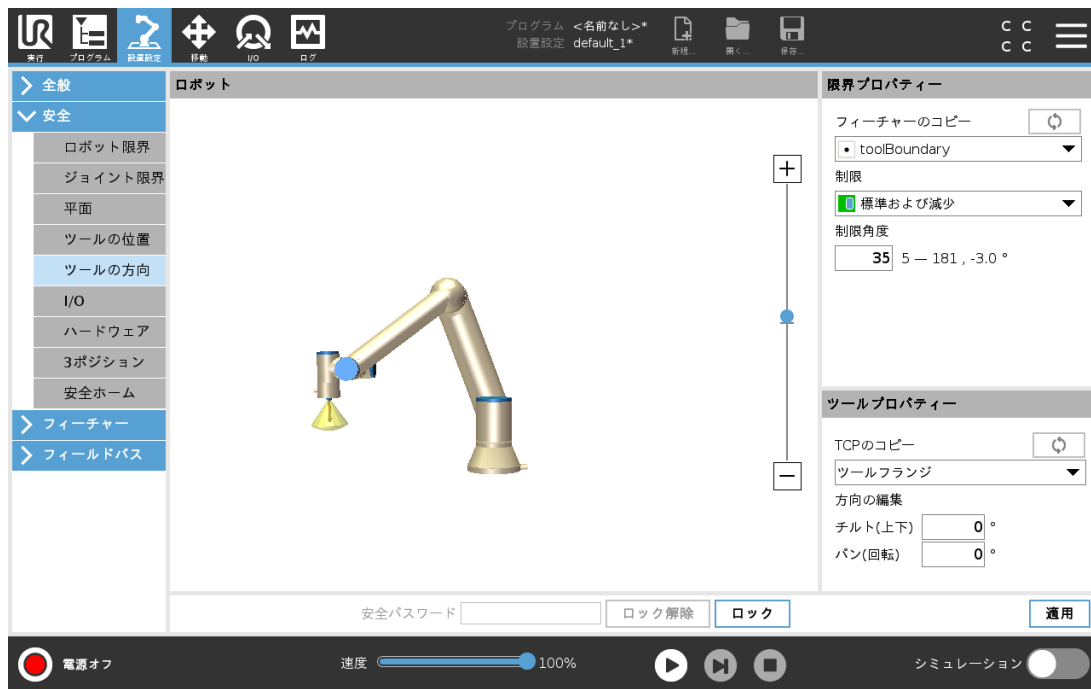 UR
プログラム <名前なし>*
設置設定 default_1*
実行 プログラム 設置設定 移動 I/O ログ
新規... 開く... 保存...
C C
C C
全般
安全
ロボット限界
ジョイント限界
平面
ツールの位置
ツールの方向
I/O
ハードウェア
3ポジション
安全ホーム
フィーチャー
フィールドバス
ロボット
限界プロパティー
フィーチャーのコピー
toolBoundary
制限
標準および減少
制限角度
35 5 — 181 , -3.0 °
ツールプロパティー
TCPのコピー
ツールフランジ
方向の編集
チルト(上下) 0 °
パン(回転) 0 °
安全パスワード ロック解除 ロック 適用
電源オフ 速度 100% シミュレーション